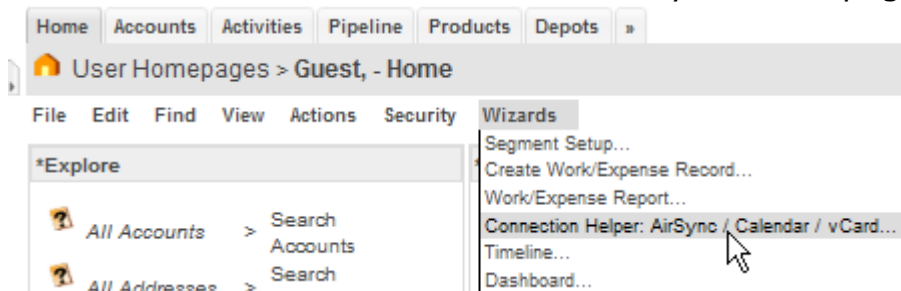 Home Accounts Activities Pipeline Products Depots »
User Homepages > Guest, - Home
File Edit Find View Actions Security Wizards
*Explore
All Accounts > Search
Accounts
All Addresses > Search
Segment Setup...
Create Work/Expense Record...
Work/Expense Report...
Connection Helper: AirSync / Calendar / vCard...
Timeline...
Dashboard...